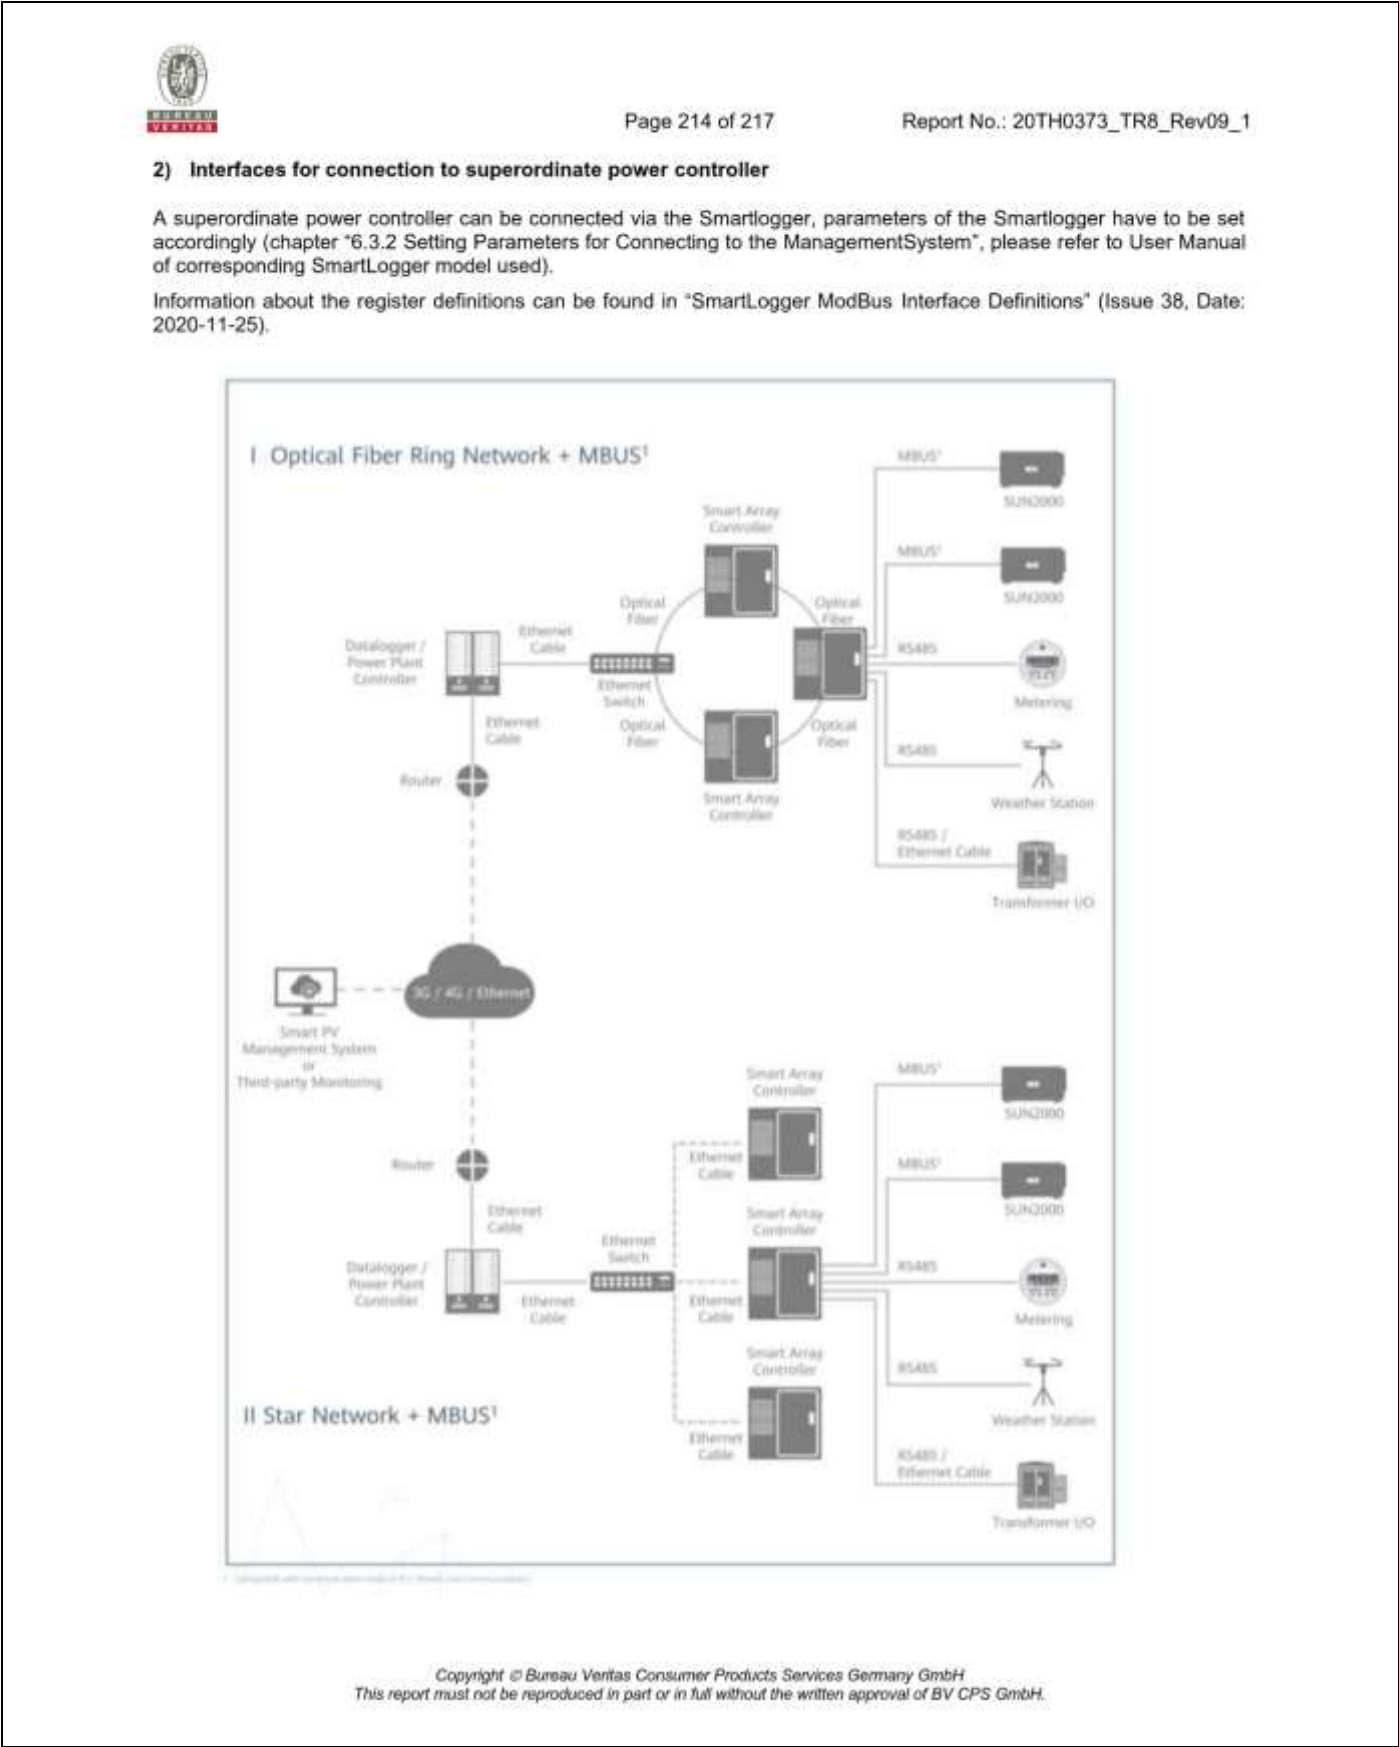 BUREAU
VERITAS
Page 214 of 217
Report No.: 20TH0373_TR8_Rev09_1
2) Interfaces for connection to superordinate power controller
A superordinate power controller can be connected via the Smartlogger, parameters of the Smartlogger have to be set
accordingly (chapter “6.3.2 Setting Parameters for Connecting to the ManagementSystem”, please refer to User Manual
of corresponding SmartLogger model used).
Information about the register definitions can be found in “SmartLogger ModBus Interface Definitions” (Issue 38, Date:
2020-11-25).
I Optical Fiber Ring Network + MBUS¹
MBUS¹
SUN2000
Smart Array
Controller
MBUS¹
SUN2000
Optical
Fiber
Optical
Fiber
Ethernet
Cable
Datalogger /
Power Plant
Controller
RS485
Ethernet
Switch
Metering
Ethernet
Cable
Optical
Fiber
Optical
Fiber
RS485
Router
Smart Array
Controller
Weather Station
RS485 /
Ethernet Cable
Transformer I/O
3G / 4G / Ethernet
Smart PV
Management System
or
Third-party Monitoring
Smart Array
Controller
MBUS¹
SUN2000
Router
Ethernet
Cable
MBUS¹
SUN2000
Ethernet
Cable
Smart Array
Controller
Ethernet
Switch
Datalogger /
Power Plant
Controller
RS485
Ethernet
Cable
Ethernet
Cable
Metering
Smart Array
Controller
RS485
II Star Network + MBUS¹
Weather Station
Ethernet
Cable
RS485 /
Ethernet Cable
Transformer I/O
Copyright © Bureau Veritas Consumer Products Services Germany GmbH
This report must not be reproduced in part or in full without the written approval of BV CPS GmbH.